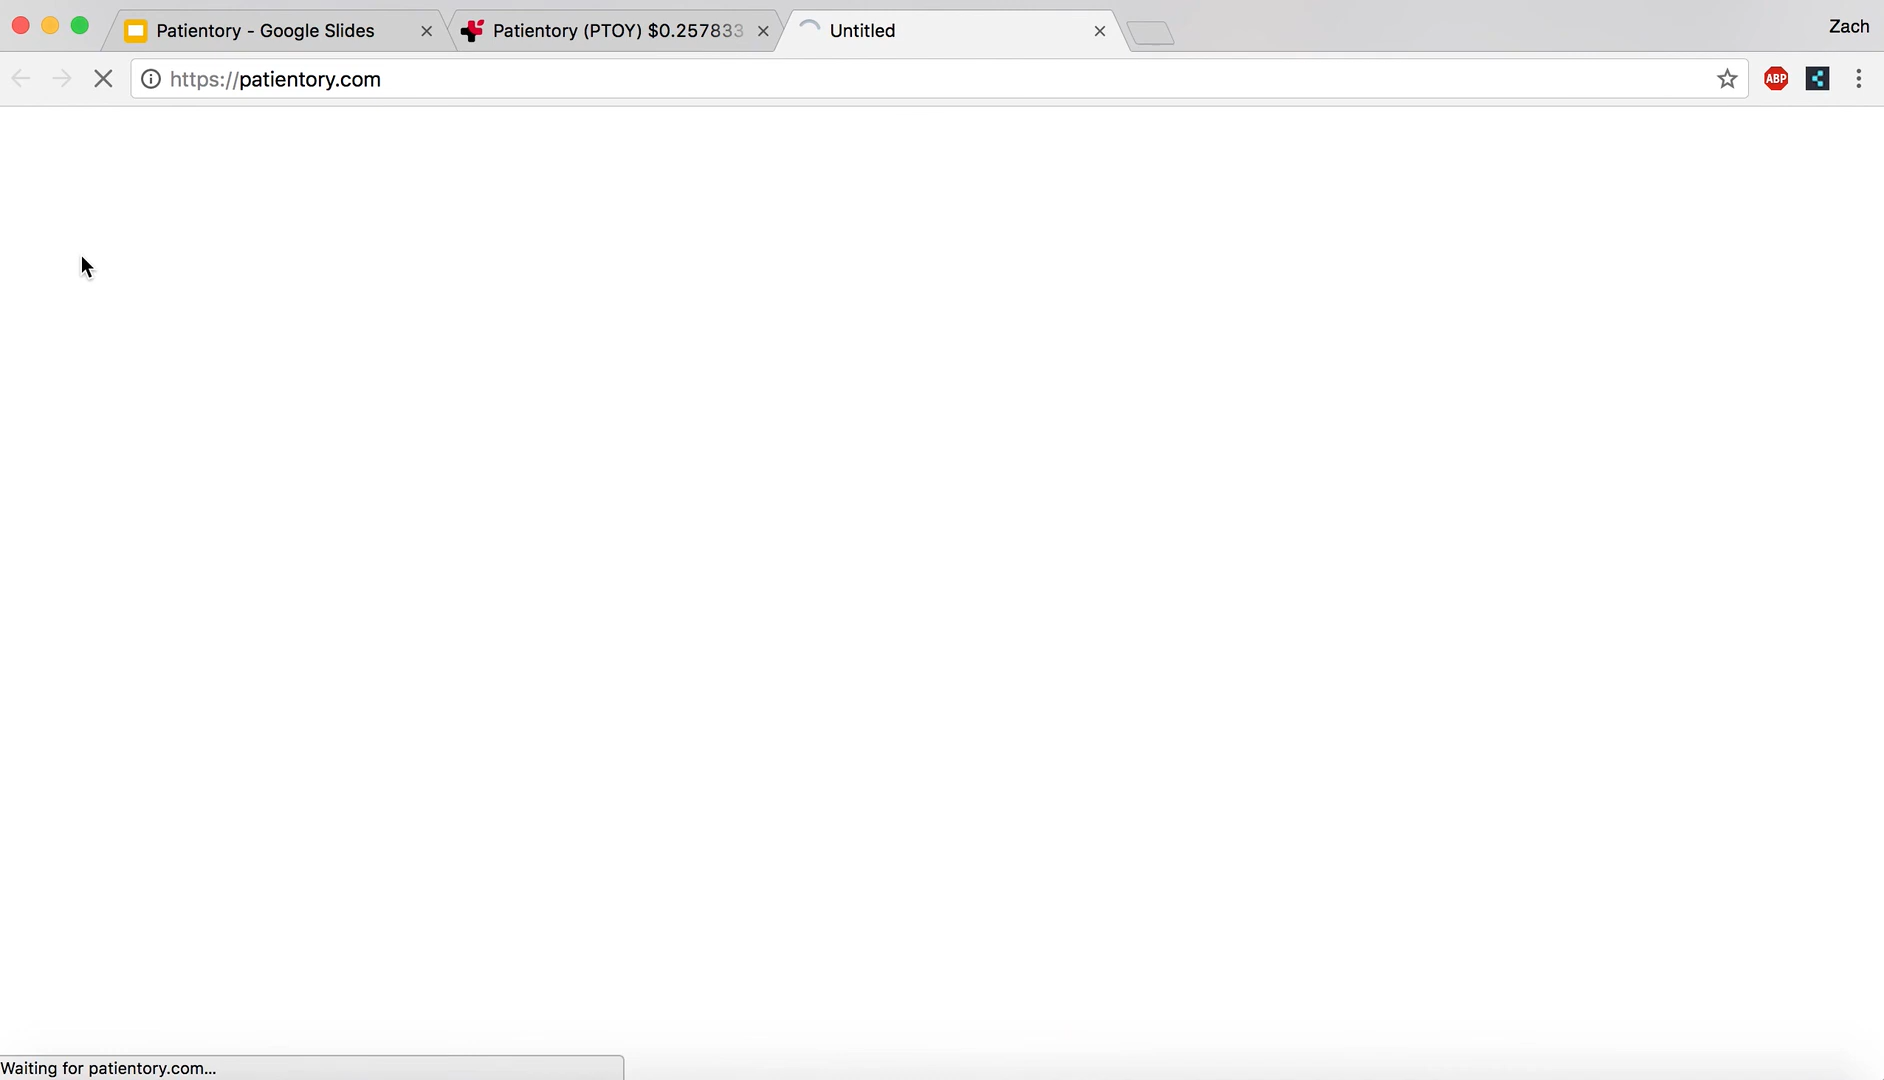 Patientory - Google Slides
Patientory (PTOY) $0.257833
Untitled
Zach
https://patientory.com
ABP
Waiting for patientory.com...